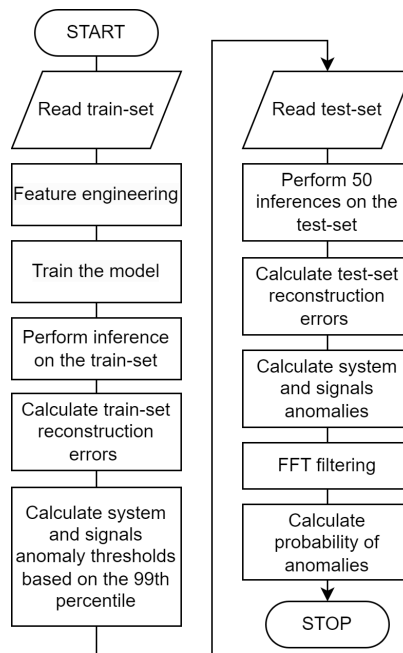 START
Read train-set
Feature engineering
Train the model
Perform inference
on the train-set
Calculate train-set
reconstruction
errors
Calculate system
and signals
anomaly thresholds
based on the 99th
percentile
Read test-set
Perform 50
inferences on the
test-set
Calculate test-set
reconstruction
errors
Calculate system
and signals
anomalies
FFT filtering
Calculate
probability of
anomalies
STOP